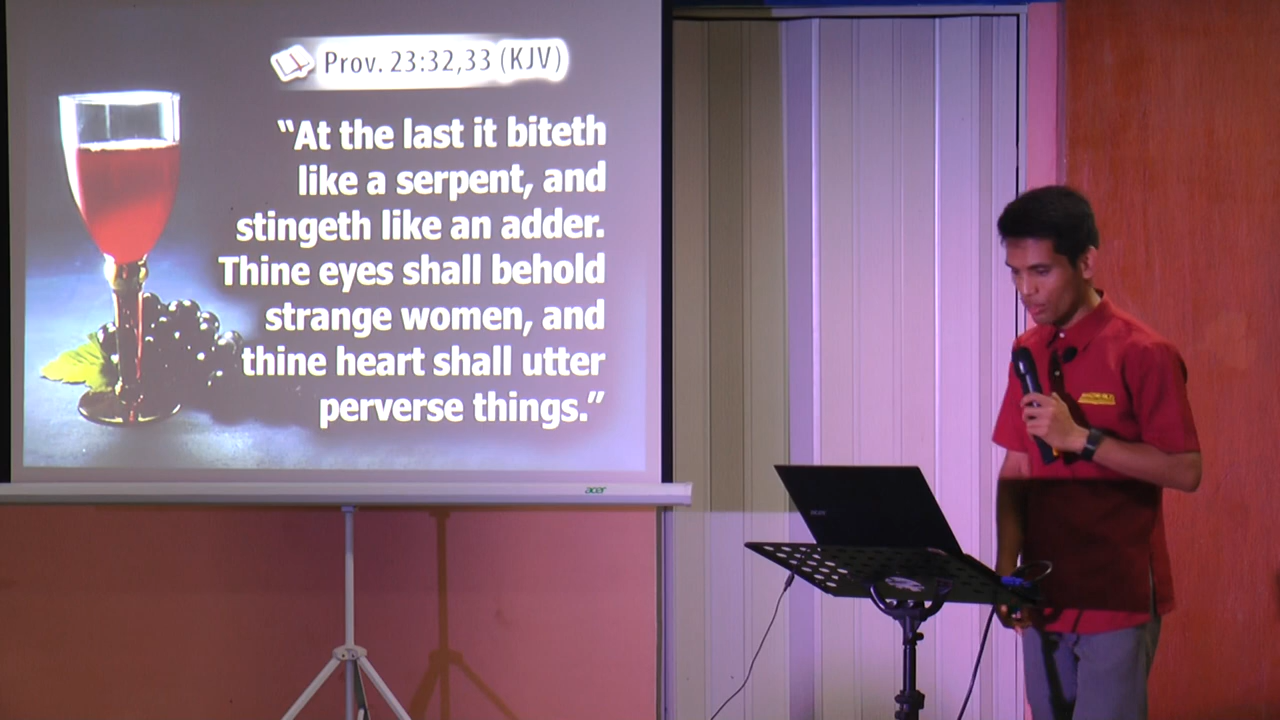 Prov. 23:32,33 (KJV)
“At the last it biteth
like a serpent, and
stingeth like an adder.
Thine eyes shall behold
strange women, and
thine heart shall utter
perverse things.”
acer